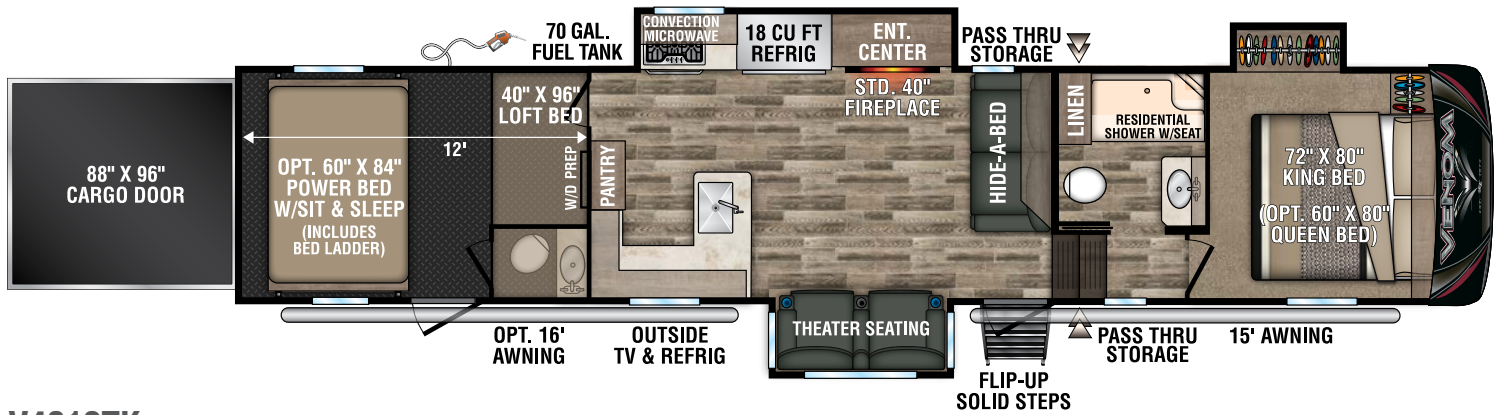 88" X 96"
CARGO DOOR
70 GAL.
FUEL TANK
12'
OPT. 60" X 84"
POWER BED
W/SIT & SLEEP
(INCLUDES
BED LADDER)
40" X 96"
LOFT BED
W/D PREP
PANTRY
CONVECTION
MICROWAVE
18 CU FT
REFRIG
ENT.
CENTER
STD. 40"
FIREPLACE
PASS THRU
STORAGE
HIDE-A-BED
LINEN
RESIDENTIAL
SHOWER W/SEAT
72" X 80"
KING BED
(OPT. 60" X 80"
QUEEN BED)
VENOM
OPT. 16'
AWNING
OUTSIDE
TV & REFRIG
THEATER SEATING
FLIP-UP
SOLID STEPS
PASS THRU
STORAGE
15' AWNING